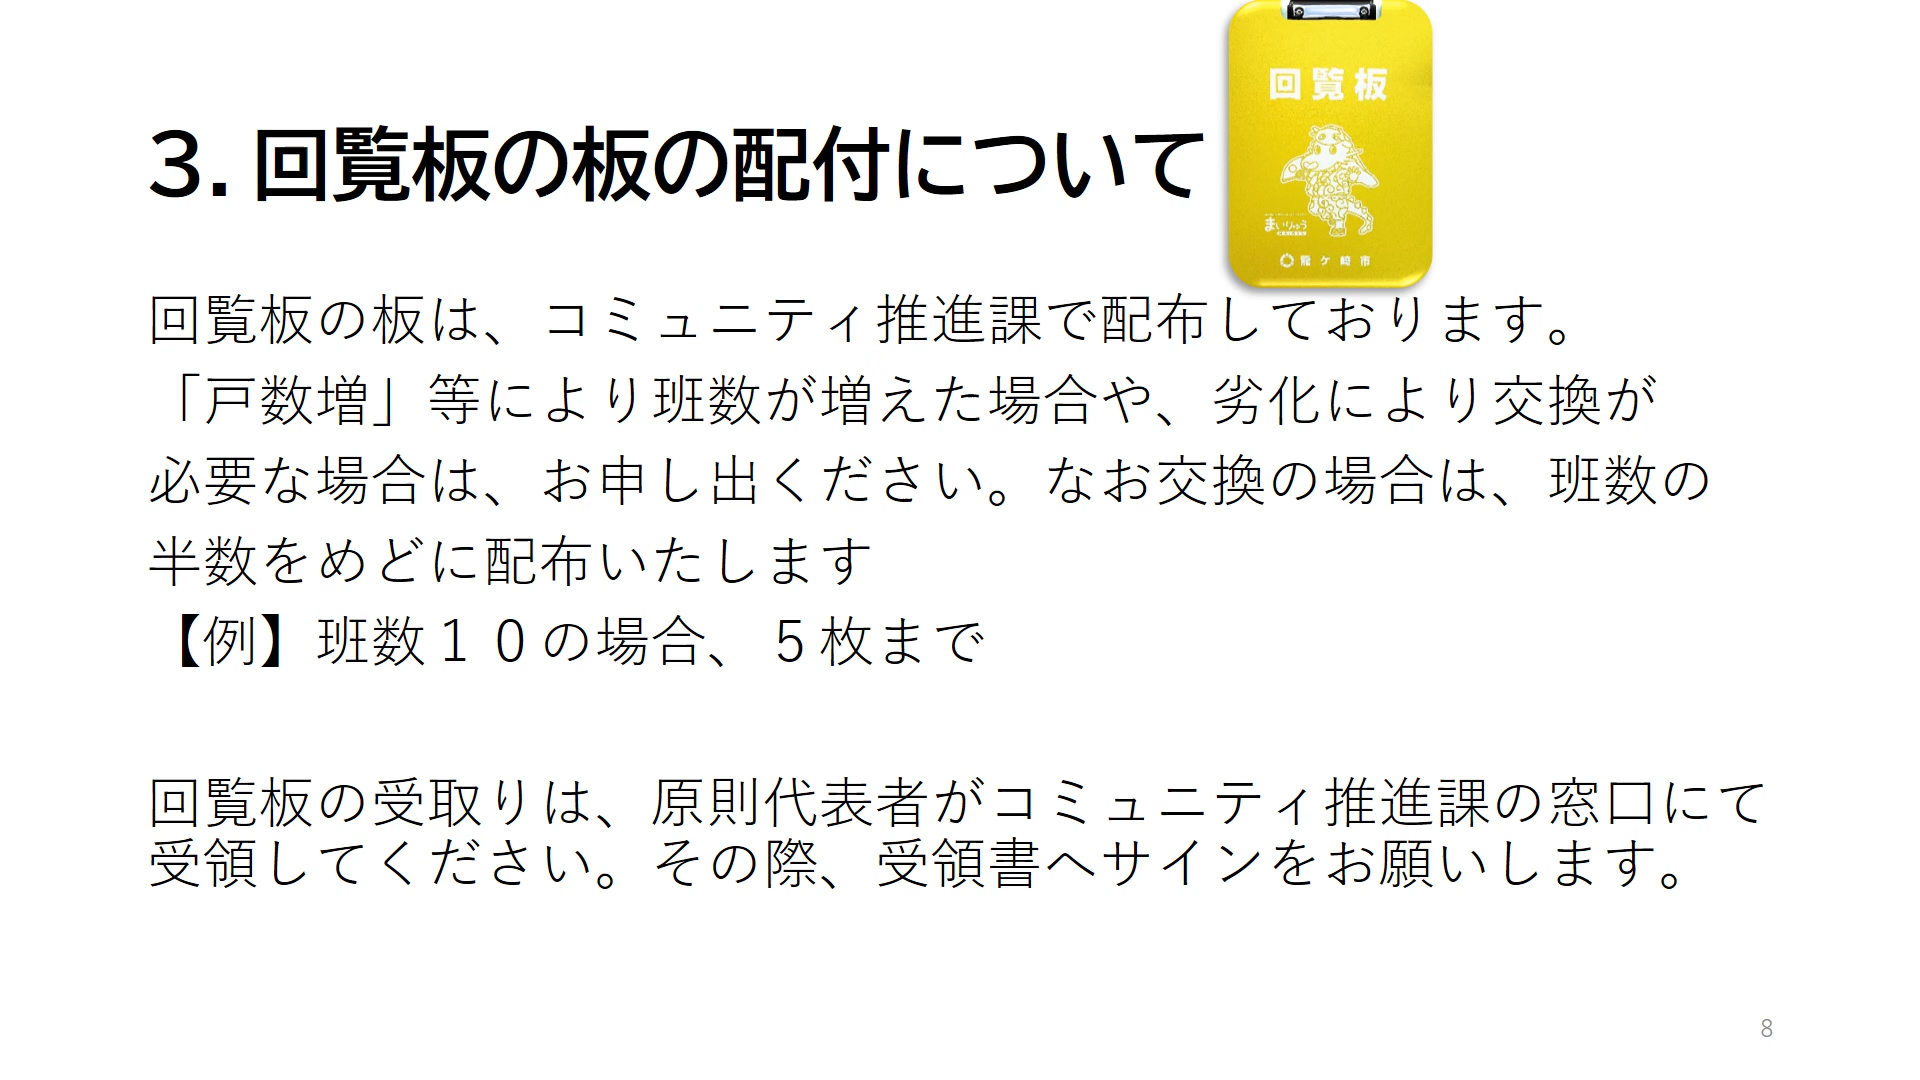 回覧板
まいりゅう
龍ケ崎市
３. 回覧板の板の配付について
回覧板の板は、コミュニティ推進課で配布しております。
「戸数増」等により班数が増えた場合や、劣化により交換が
必要な場合は、お申し出ください。なお交換の場合は、班数の
半数をめどに配布いたします
【例】班数１０の場合、５枚まで
回覧板の受取りは、原則代表者がコミュニティ推進課の窓口にて
受領してください。その際、受領書へサインをお願いします。
8